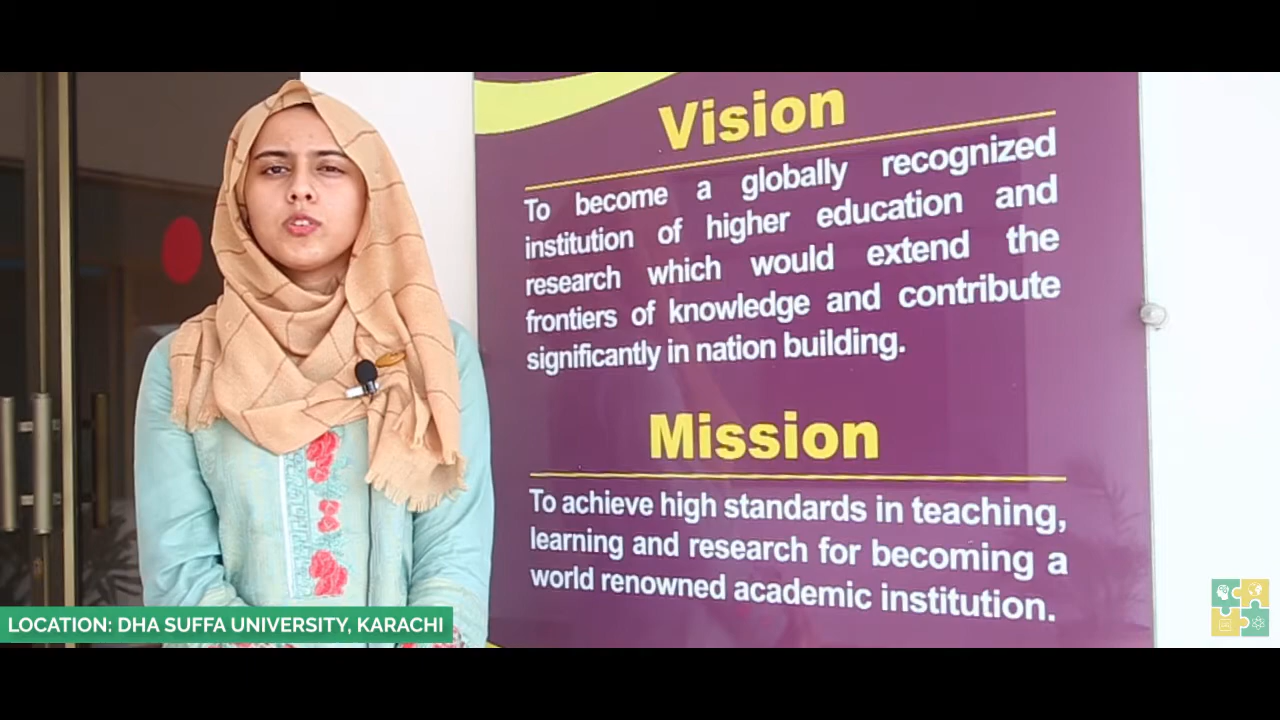 Vision
To become a globally recognized
institution of higher education and
research which would extend the
frontiers of knowledge and contribute
significantly in nation building.
Mission
To achieve high standards in teaching,
learning and research for becoming a
world renowned academic institution.
LOCATION: DHA SUFFA UNIVERSITY, KARACHI